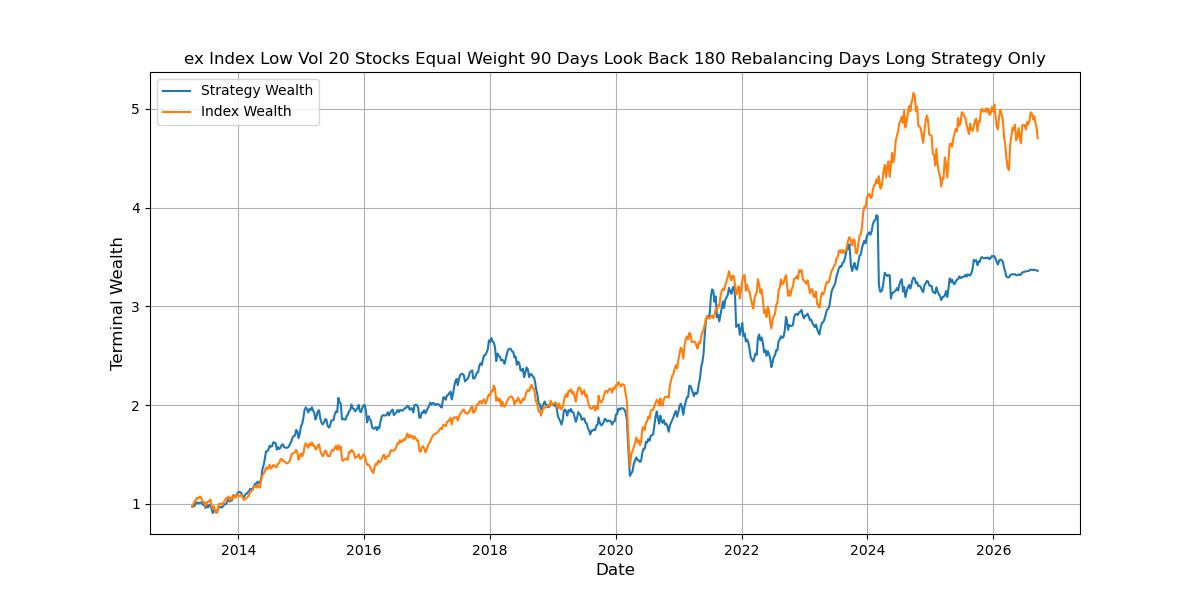 ex Index Low Vol 20 Stocks Equal Weight 90 Days Look Back 180 Rebalancing Days Long Strategy Only
Strategy Wealth
Index Wealth
5
4
3
2
1
Terminal Wealth
2014 2016 2018 2020 2022 2024 2026
Date